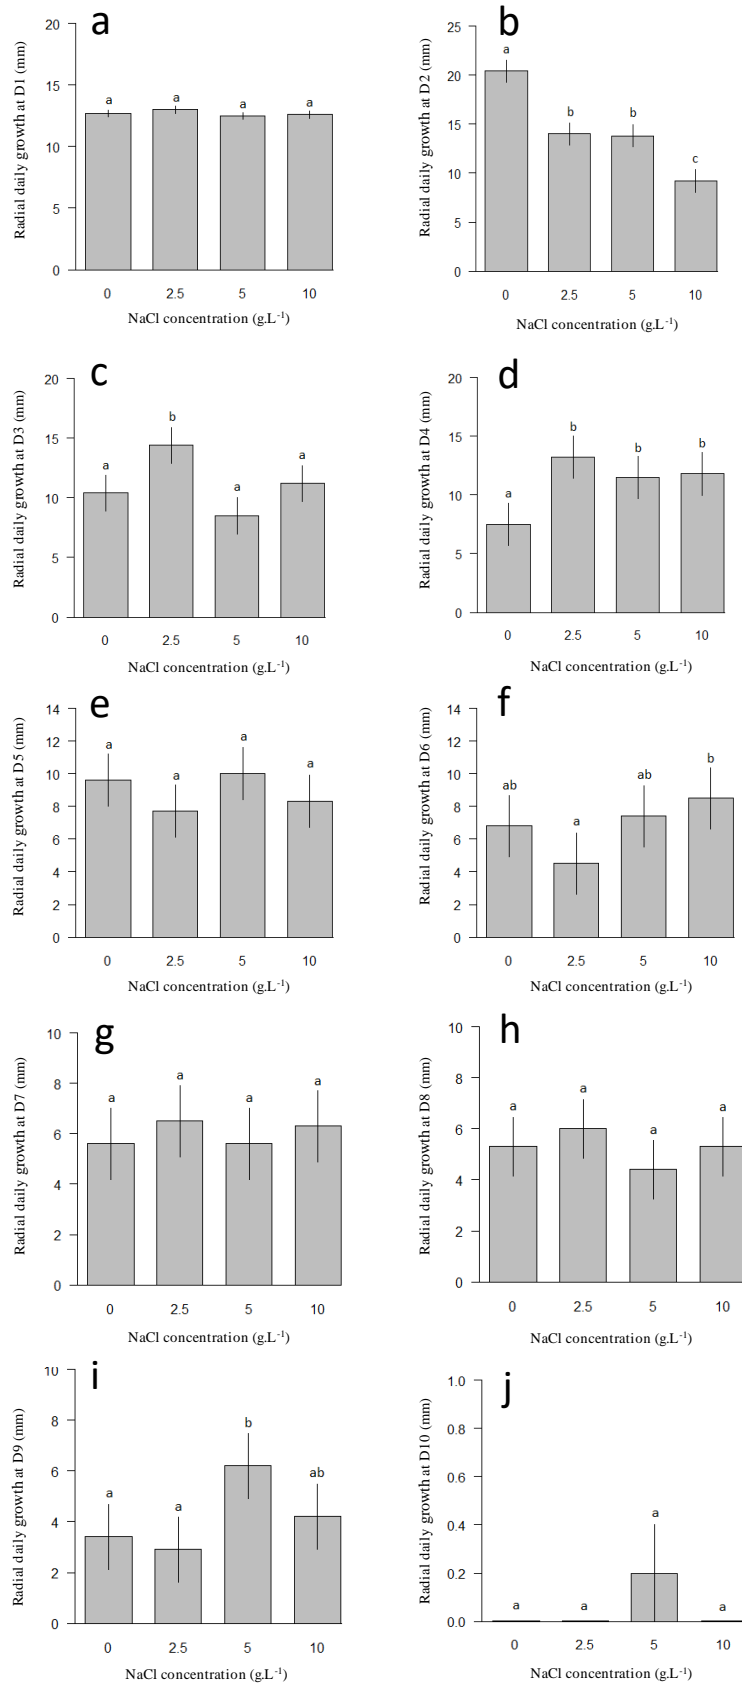 a
Radial daily growth at D1 (mm)
20
15
10
5
0
a a a a
0 2.5 5 10
NaCl concentration (g.L⁻¹)
b
Radial daily growth at D2 (mm)
25
20
15
10
5
0
a b b c
0 2.5 5 10
NaCl concentration (g.L⁻¹)
c
Radial daily growth at D3 (mm)
20
15
10
5
0
a b a a
0 2.5 5 10
NaCl concentration (g.L⁻¹)
d
Radial daily growth at D4 (mm)
20
15
10
5
0
a b b b
0 2.5 5 10
NaCl concentration (g.L⁻¹)
e
Radial daily growth at D5 (mm)
14
12
10
8
6
4
2
0
a a a a
0 2.5 5 10
NaCl concentration (g.L⁻¹)
f
Radial daily growth at D6 (mm)
14
12
10
8
6
4
2
0
ab a ab b
0 2.5 5 10
NaCl concentration (g.L⁻¹)
g
Radial daily growth at D7 (mm)
10
8
6
4
2
0
a a a a
0 2.5 5 10
NaCl concentration (g.L⁻¹)
h
Radial daily growth at D8 (mm)
10
8
6
4
2
0
a a a a
0 2.5 5 10
NaCl concentration (g.L⁻¹)
i
Radial daily growth at D9 (mm)
10
8
6
4
2
0
a a b ab
0 2.5 5 10
NaCl concentration (g.L⁻¹)
j
Radial daily growth at D10 (mm)
1.0
0.8
0.6
0.4
0.2
0.0
a a a a
0 2.5 5 10
NaCl concentration (g.L⁻¹)